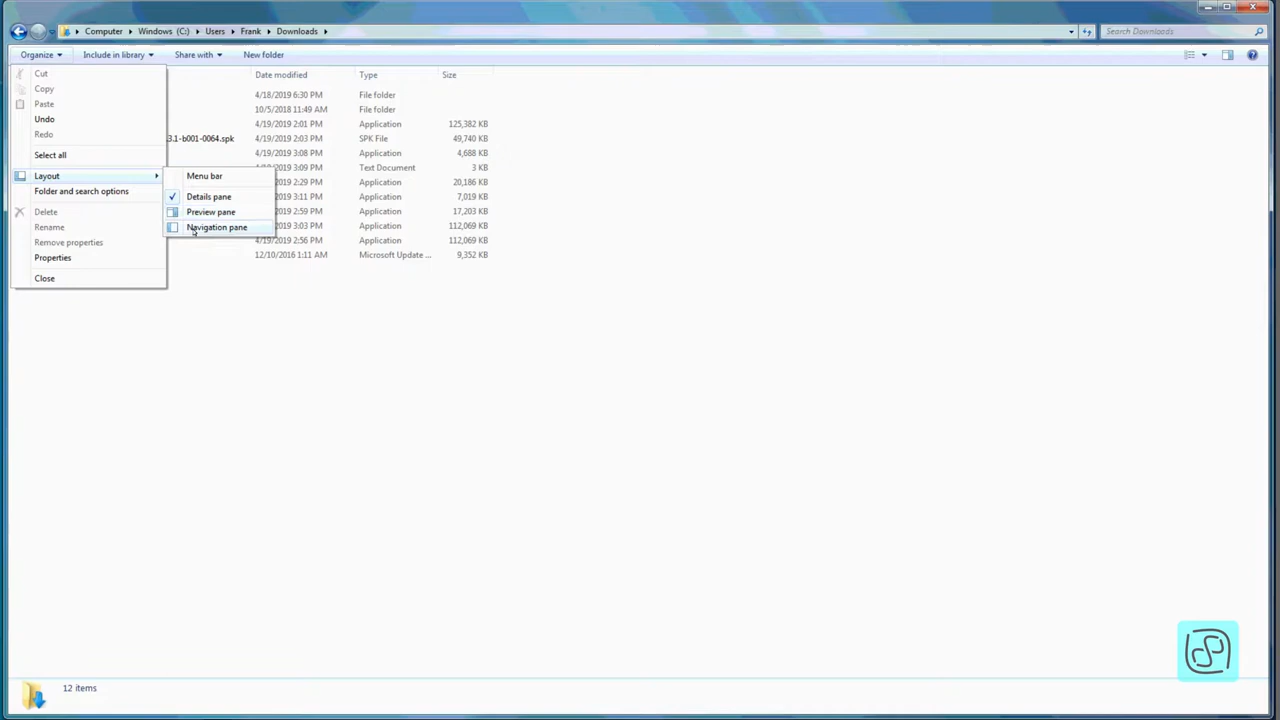 Computer Windows (C:) Users Frank Downloads
Search Downloads
Organize Include in library Share with New folder
Cut
Copy
Paste
Undo
Redo
Select all
Layout
Folder and search options
Delete
Rename
Remove properties
Properties
Close
Menu bar
Details pane
Preview pane
Navigation pane
Date modified Type Size
4/18/2019 6:30 PM File folder
10/5/2018 11:49 AM File folder
4/19/2019 2:01 PM Application 125,382 KB
3.1-b001-0064.spk 4/19/2019 2:03 PM SPK File 49,740 KB
4/19/2019 3:08 PM Application 4,688 KB
3:09 PM Text Document 3 KB
/2019 2:29 PM Application 20,186 KB
/2019 3:11 PM Application 7,019 KB
/2019 2:59 PM Application 17,203 KB
/2019 3:03 PM Application 112,069 KB
4/19/2019 2:56 PM Application 112,069 KB
12/10/2016 1:11 AM Microsoft Update ... 9,352 KB
12 items